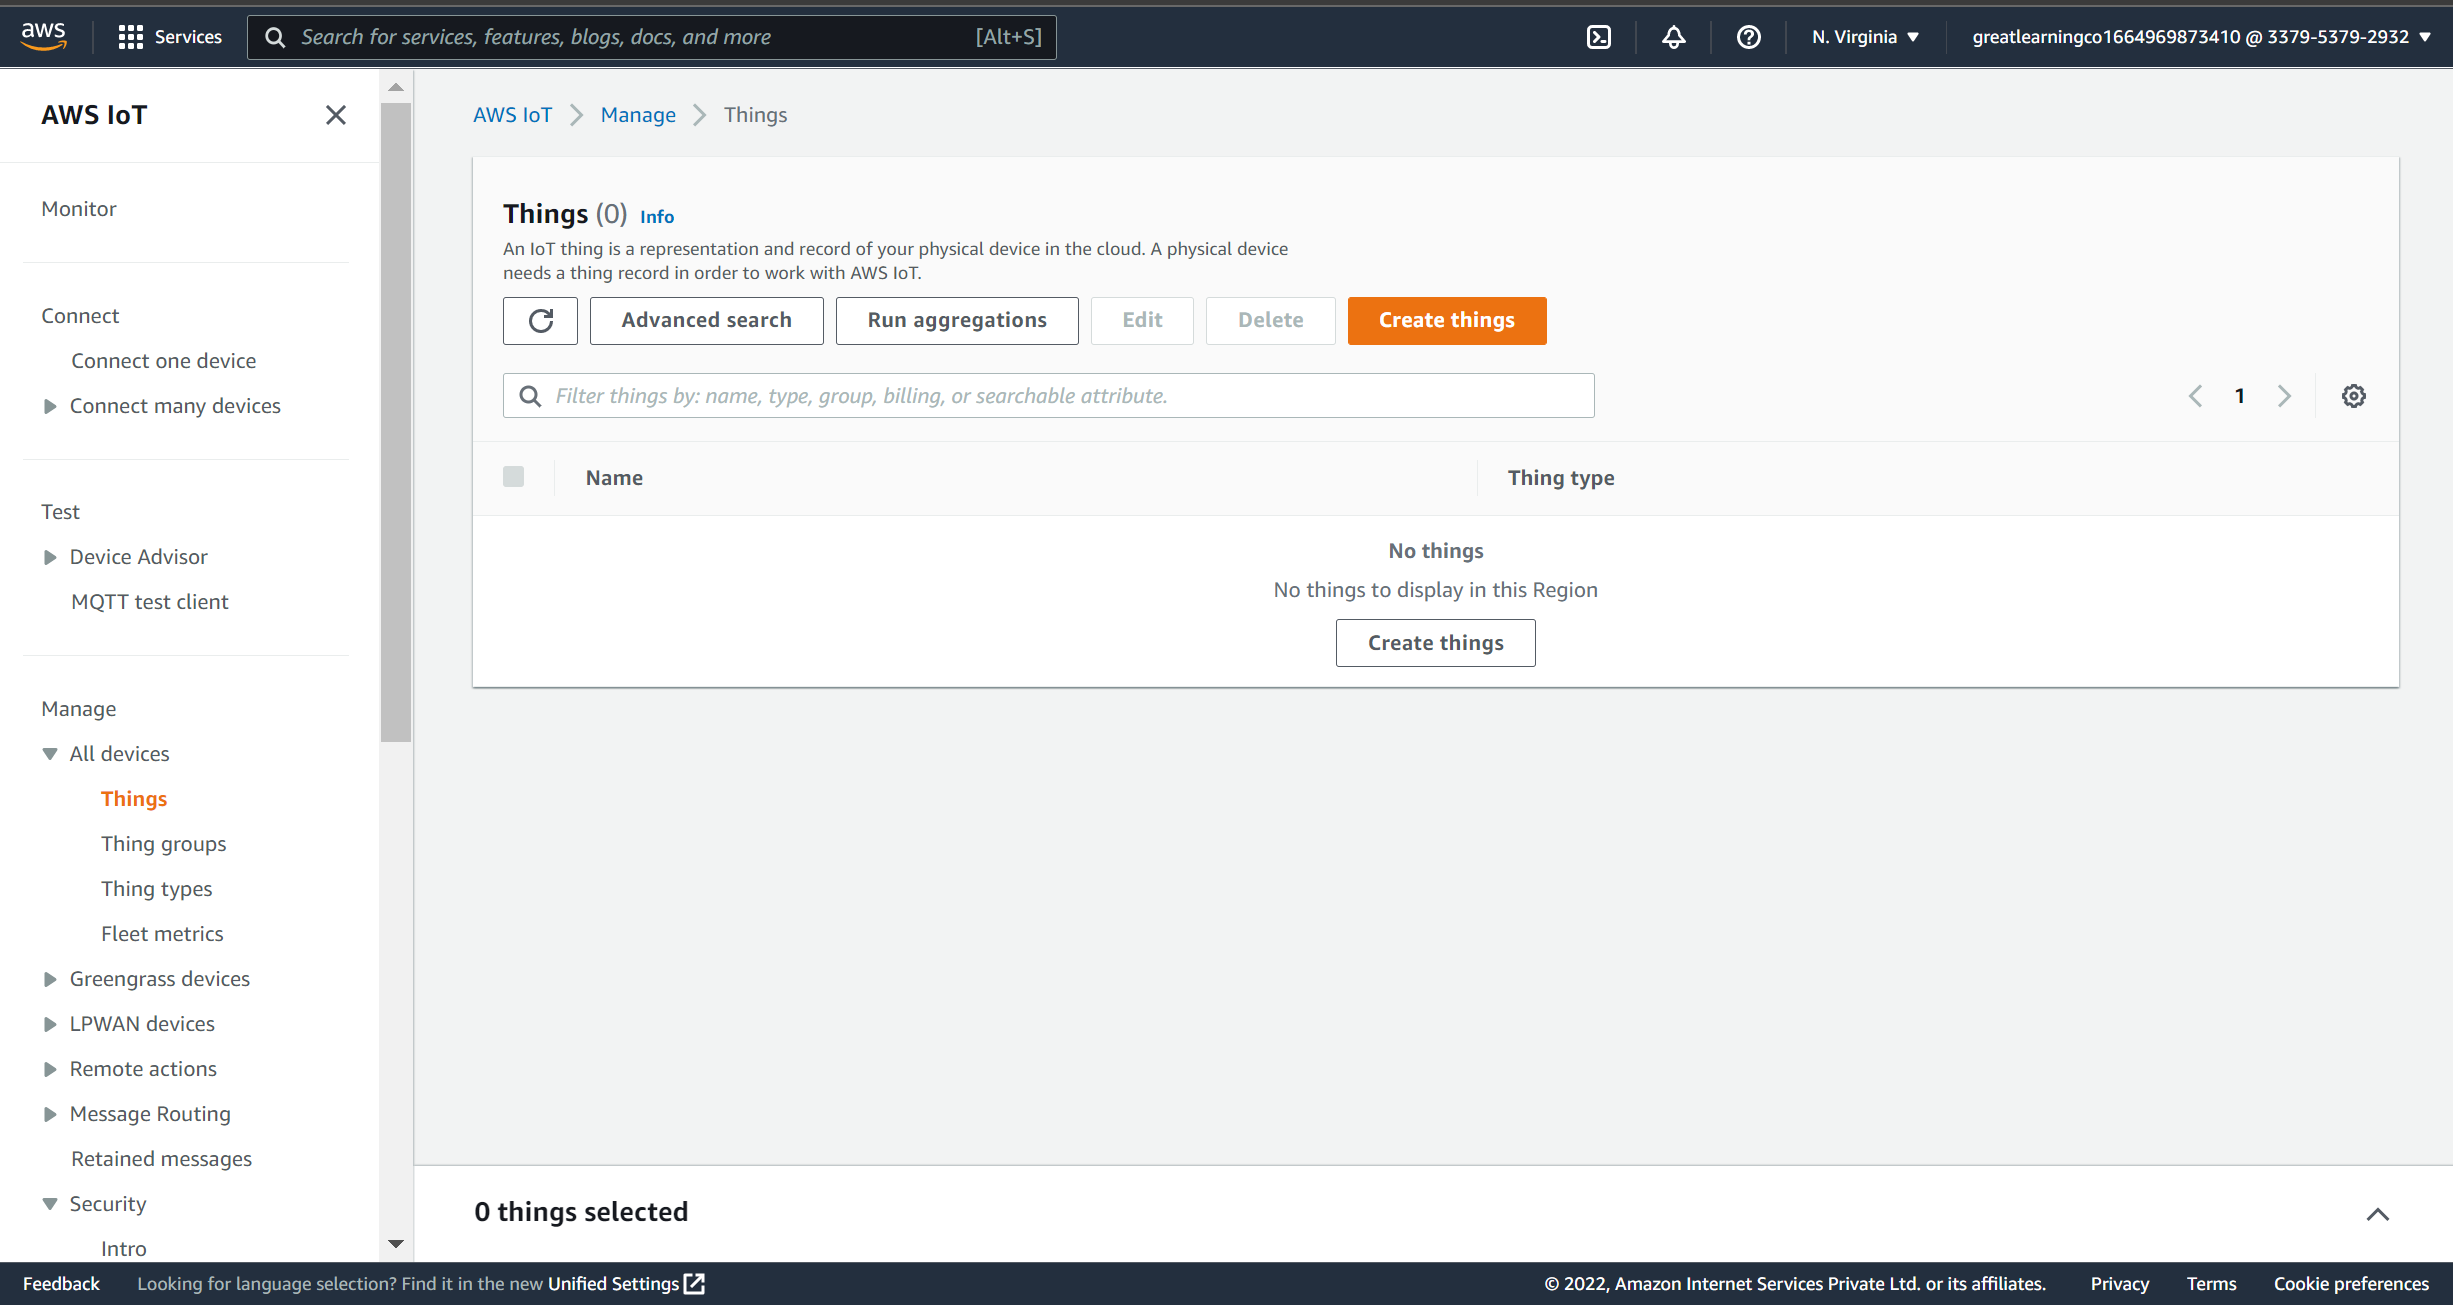 aws
Services
Search for services, features, blogs, docs, and more
[Alt+S]
N. Virginia
greatlearningco1664969873410 @ 3379-5379-2932
AWS IoT
Monitor
Connect
Connect one device
Connect many devices
Test
Device Advisor
MQTT test client
Manage
All devices
Things
Thing groups
Thing types
Fleet metrics
Greengrass devices
LPWAN devices
Remote actions
Message Routing
Retained messages
Security
Intro
AWS IoT > Manage > Things
Things (0) Info
An IoT thing is a representation and record of your physical device in the cloud. A physical device
needs a thing record in order to work with AWS IoT.
Advanced search
Run aggregations
Edit
Delete
Create things
Filter things by: name, type, group, billing, or searchable attribute.
1
Name
Thing type
No things
No things to display in this Region
Create things
0 things selected
Feedback
Looking for language selection? Find it in the new Unified Settings
© 2022, Amazon Internet Services Private Ltd. or its affiliates.
Privacy
Terms
Cookie preferences